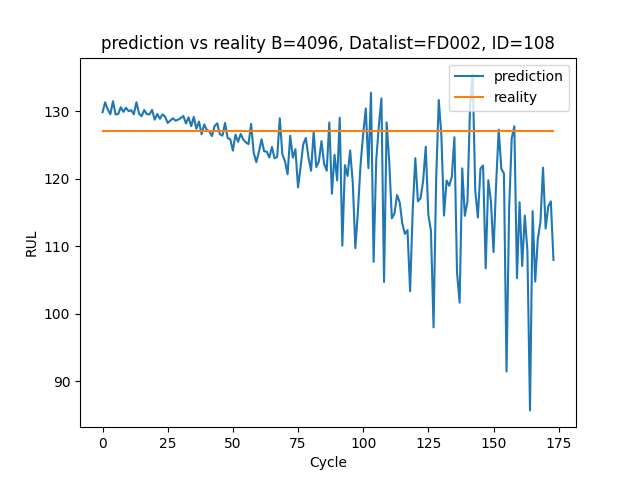 prediction vs reality B=4096, Datalist=FD002, ID=108
prediction
reality
130
120
110
100
90
RUL
0 25 50 75 100 125 150 175
Cycle